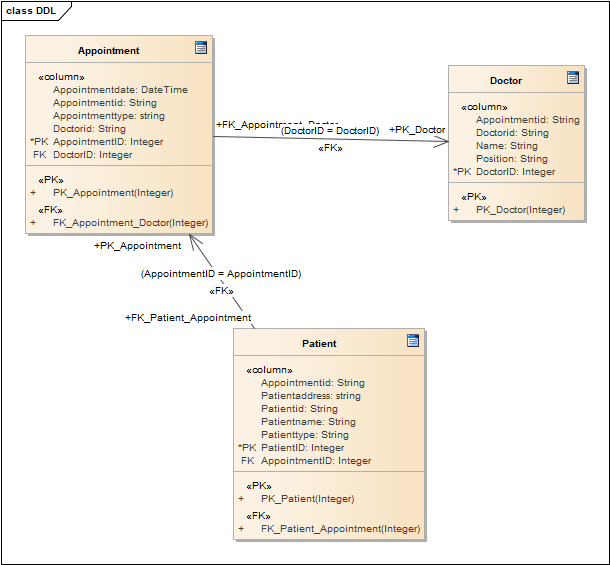 class DDL
Appointment
«column»
Appointmentdate: DateTime
Appointmentid: String
Appointmenttype: string
Doctorid: String
*PK AppointmentID: Integer
FK DoctorID: Integer
«PK»
+ PK_Appointment(Integer)
«FK»
+ FK_Appointment_Doctor(Integer)
+FK_Appointment_Doctor
(DoctorID = DoctorID)
+PK_Doctor
«FK»
Doctor
«column»
Appointmentid: String
Doctorid: String
Name: String
Position: String
*PK DoctorID: Integer
«PK»
+ PK_Doctor(Integer)
+PK_Appointment
(AppointmentID = AppointmentID)
«FK»
+FK_Patient_Appointment
Patient
«column»
Appointmentid: String
Patientaddress: string
Patientid: String
Patientname: String
Patienttype: String
*PK PatientID: Integer
FK AppointmentID: Integer
«PK»
+ PK_Patient(Integer)
«FK»
+ FK_Patient_Appointment(Integer)